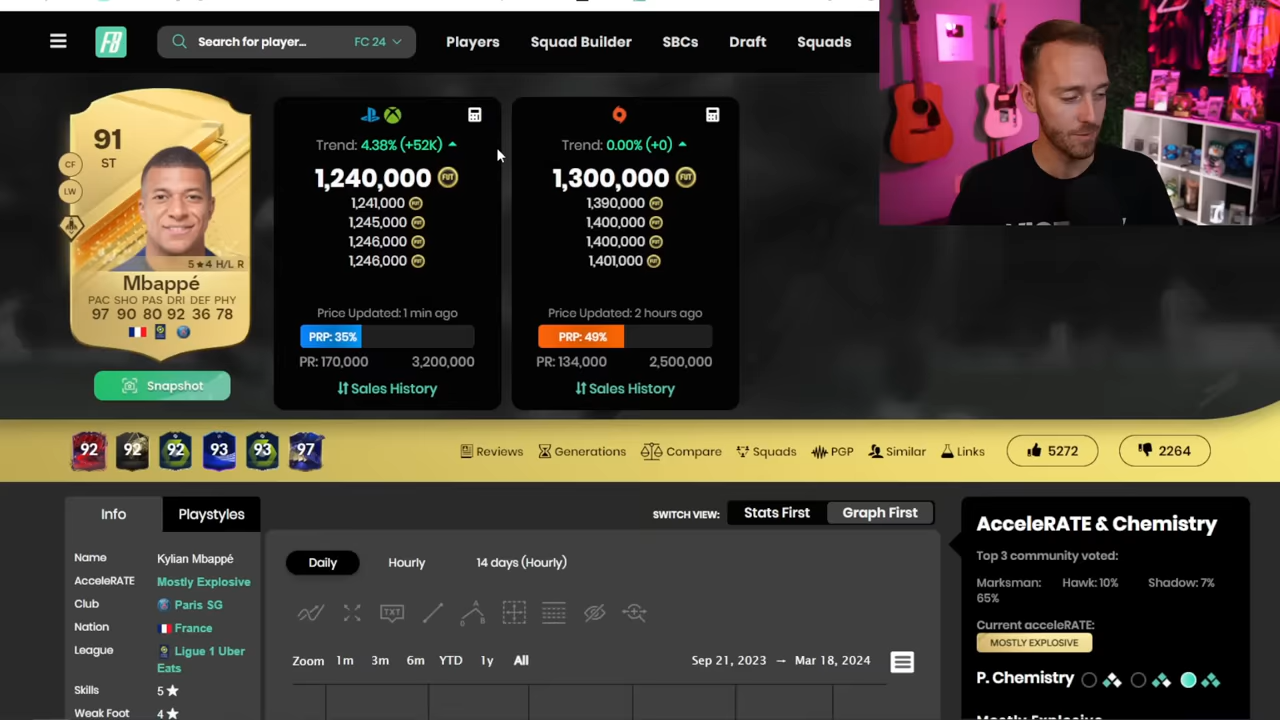 FB
Search for player...
FC 24
Players
Squad Builder
SBCs
Draft
Squads
91
ST
CF
LW
5★4 H/L R
Mbappé
PAC SHO PAS DRI DEF PHY
97 90 80 92 36 78
Snapshot
Trend: 4.38% (+52K)
1,240,000 FUT
1,241,000
1,245,000
1,246,000
1,246,000
Price Updated: 1 min ago
PRP: 35%
PR: 170,000 3,200,000
Sales History
Trend: 0.00% (+0)
1,300,000 FUT
1,390,000
1,400,000
1,400,000
1,401,000
Price Updated: 2 hours ago
PRP: 49%
PR: 134,000 2,500,000
Sales History
92 92 92 93 93 97
Reviews
Generations
Compare
Squads
PGP
Similar
Links
5272
2264
Info
Playstyles
Name Kylian Mbappé
AcceleRATE Mostly Explosive
Club Paris SG
Nation France
League Ligue 1 Uber
Eats
Skills 5★
Weak Foot 4★
SWITCH VIEW: Stats First Graph First
Daily
Hourly
14 days (Hourly)
TXT
Zoom 1m 3m 6m YTD 1y All
Sep 21, 2023 → Mar 18, 2024
AcceleRATE & Chemistry
Top 3 community voted:
Marksman: Hawk: 10% Shadow: 7%
65%
Current acceleRATE:
MOSTLY EXPLOSIVE
P. Chemistry